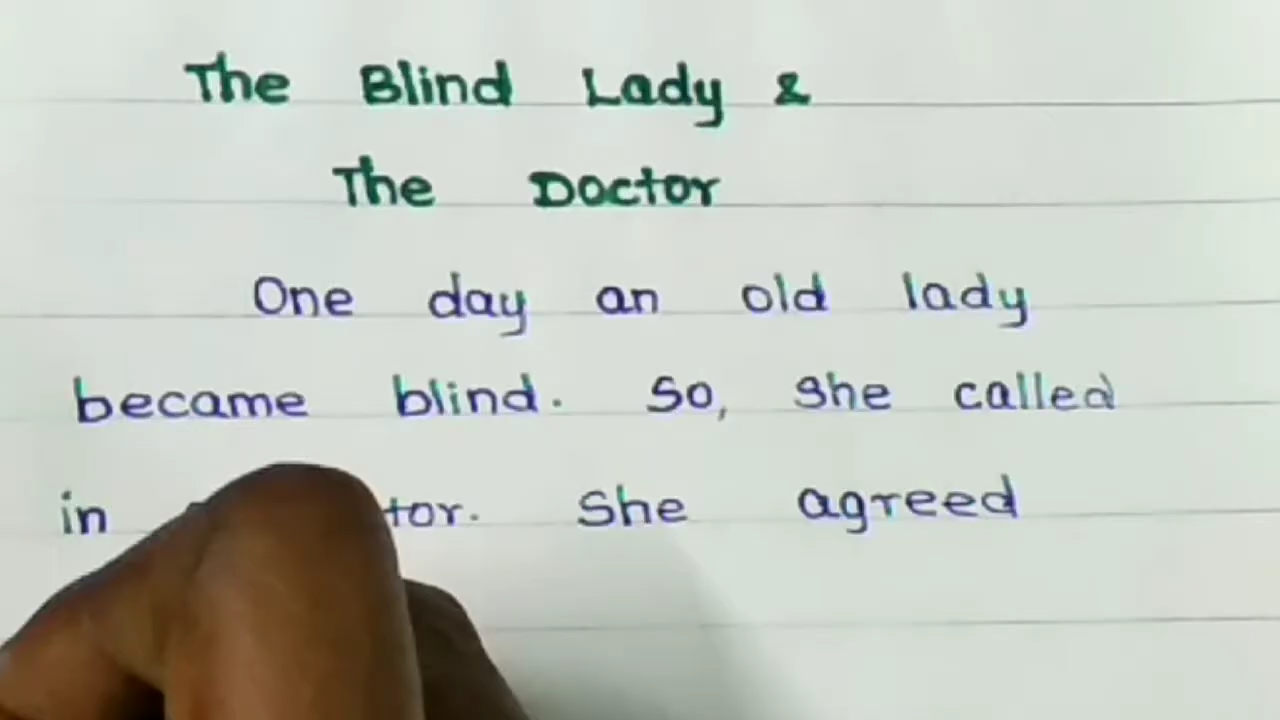 The Blind Lady &
The Doctor
One day an old lady
became blind. So, she called
in tor. She agreed